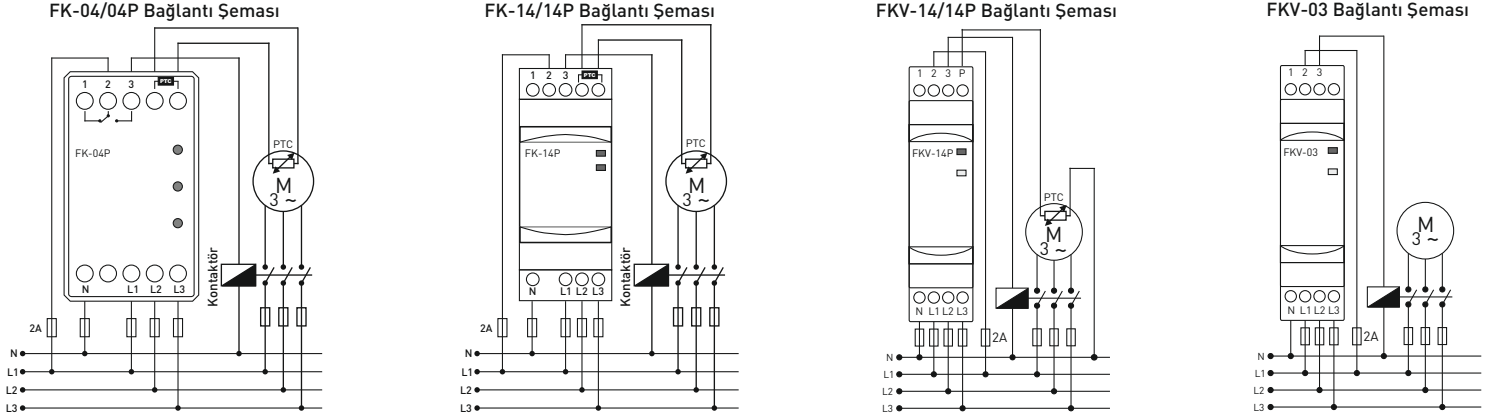 FK-04/04P Bağlantı Şeması
1 2 3 PTC
FK-04P
PTC
M
3 ~
Kontaktör
N L1 L2 L3
2A
N
L1
L2
L3
FK-14/14P Bağlantı Şeması
1 2 3 PTC
FK-14P
PTC
M
3 ~
Kontaktör
N L1 L2 L3
2A
N
L1
L2
L3
FKV-14/14P Bağlantı Şeması
1 2 3 P
FKV-14P
PTC
M
3 ~
N L1 L2 L3
2A
N
L1
L2
L3
FKV-03 Bağlantı Şeması
1 2 3
FKV-03
M
3 ~
N L1 L2 L3
2A
N
L1
L2
L3